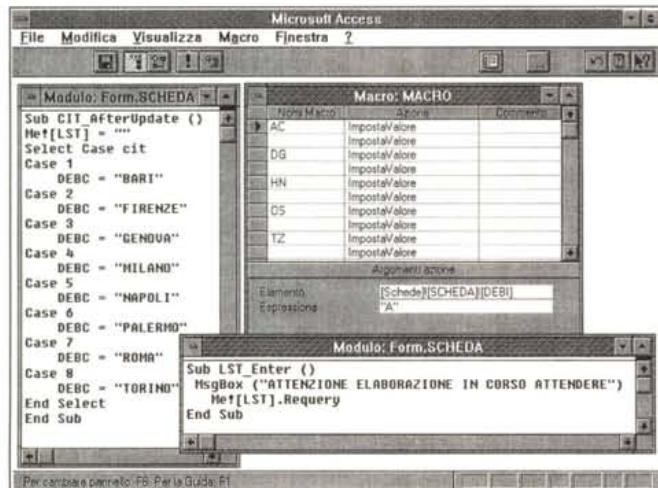 Microsoft Access
File Modifica Visualizza Macro Finestra ?
Modulo: Form.SCHEDA
Sub CIT_AfterUpdate ()
Me![LST] = ""
Select Case cit
Case 1
DEBC = "BARI"
Case 2
DEBC = "FIRENZE"
Case 3
DEBC = "GENOVA"
Case 4
DEBC = "MILANO"
Case 5
DEBC = "NAPOLI"
Case 6
DEBC = "PALERMO"
Case 7
DEBC = "ROMA"
Case 8
DEBC = "TORINO"
End Select
End Sub
Macro: MACRO
Nome Macro Azione Commento
AC ImpostaValore
ImpostaValore
DG ImpostaValore
ImpostaValore
HN ImpostaValore
ImpostaValore
OS ImpostaValore
ImpostaValore
TZ ImpostaValore
ImpostaValore
Argomenti azione
Elemento [Schede]![SCHEDA]![DEBI]
Espressione "A"
Modulo: Form.SCHEDA
Sub LST_Enter ()
MsgBox ("ATTENZIONE ELABORAZIONE IN CORSO ATTENDERE")
Me![LST].Requery
End Sub
Per cambiare pannello: F6. Per la Guida: F1